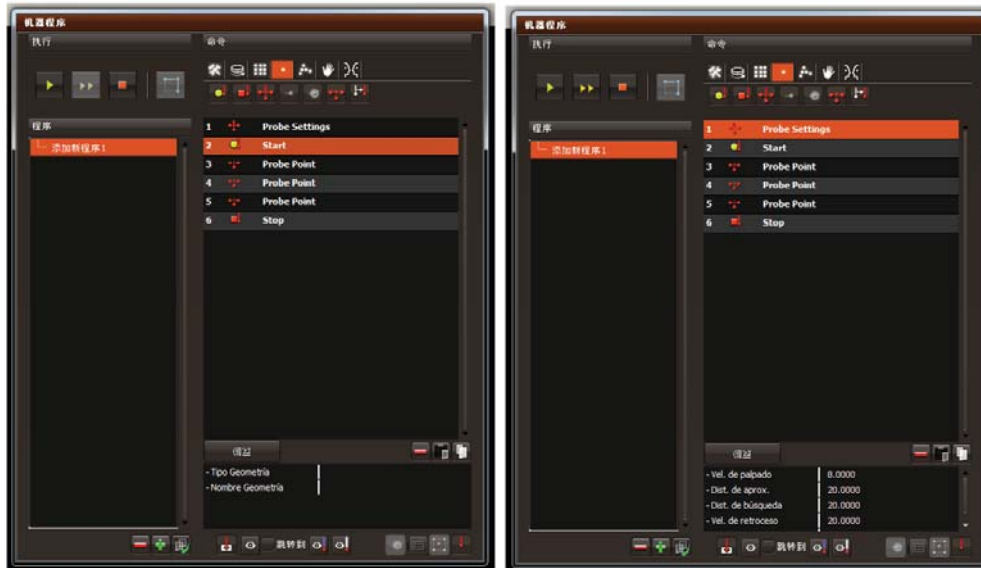 机器程序
执行
命令
程序
添加新程序1
1 Probe Settings
2 Start
3 Probe Point
4 Probe Point
5 Probe Point
6 Stop
- Tipo Geometría
- Nombre Geometría
跳转到
机器程序
执行
命令
程序
添加新程序1
1 Probe Settings
2 Start
3 Probe Point
4 Probe Point
5 Probe Point
6 Stop
- Vel. de palpado 8.0000
- Dist. de aprox. 20.0000
- Dist. de búsqueda 20.0000
- Vel. de retroceso 20.0000
跳转到